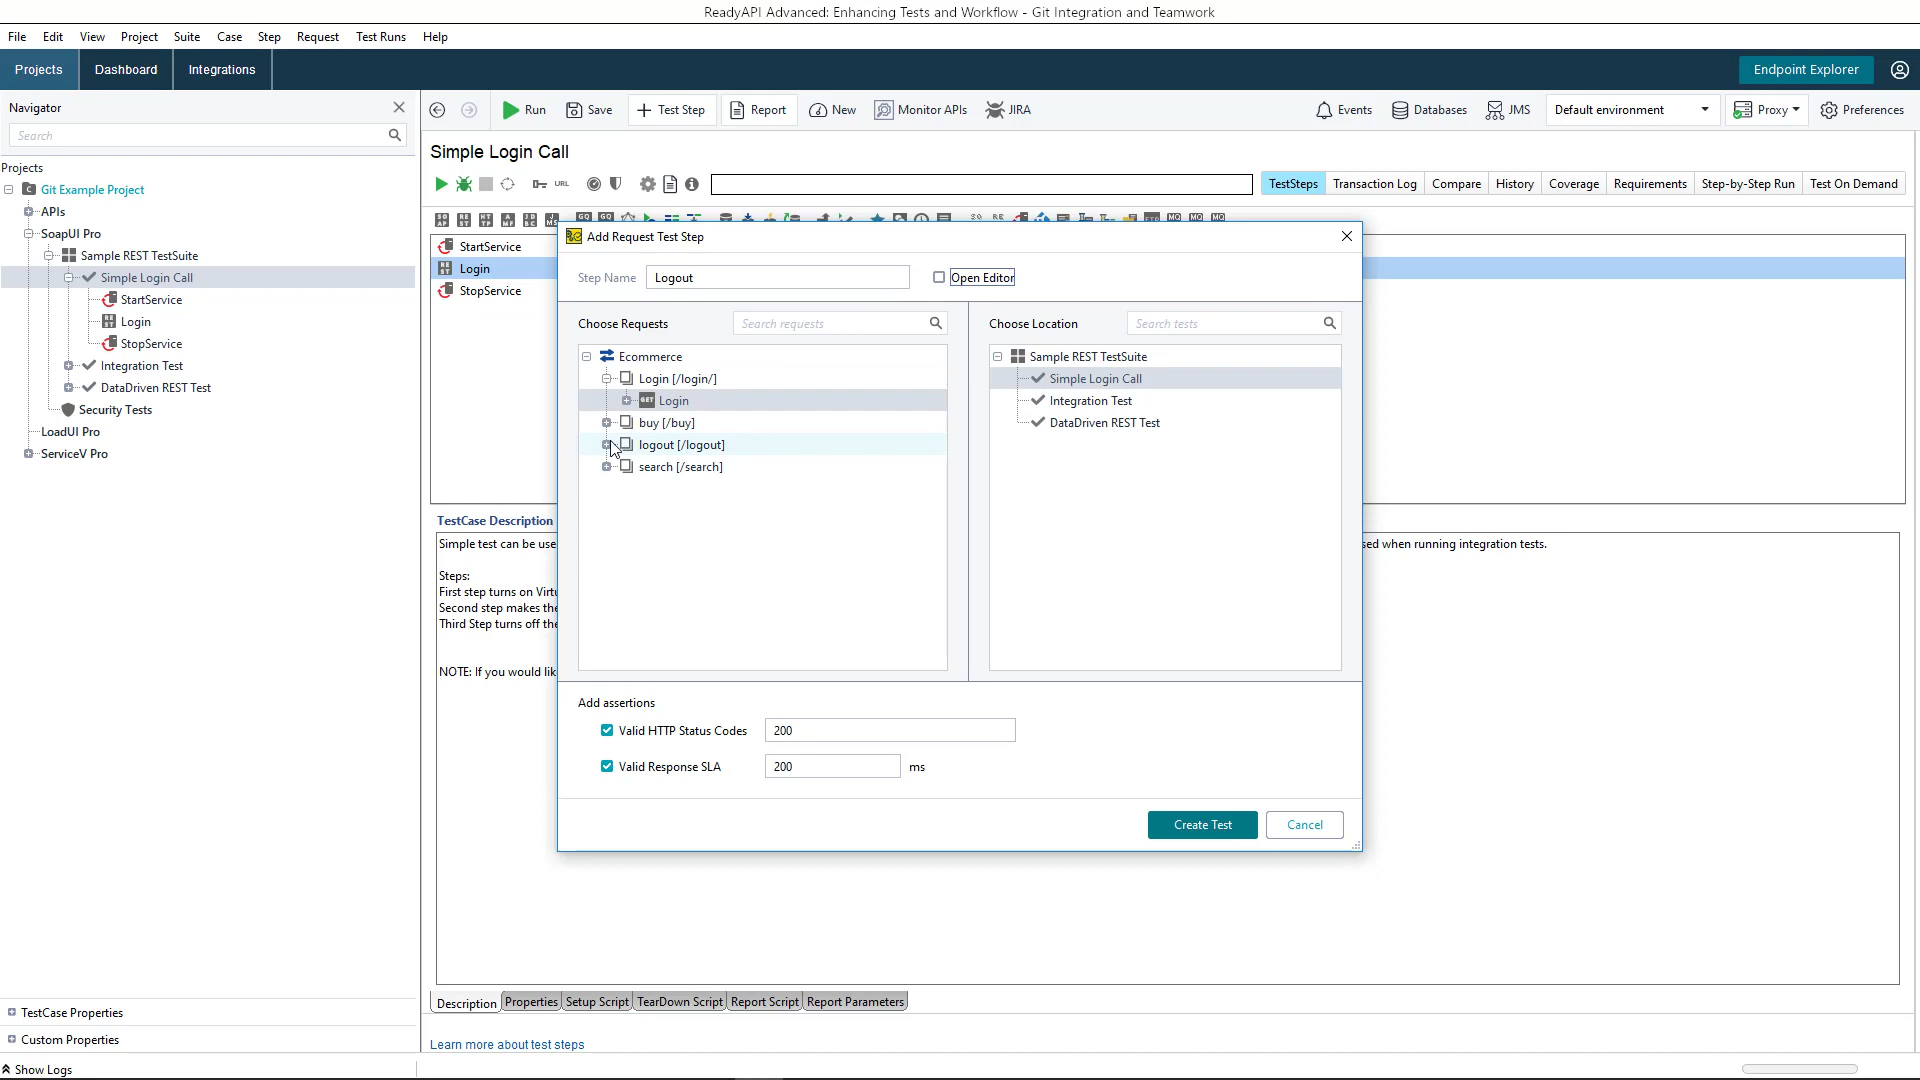 ReadyAPI Advanced: Enhancing Tests and Workflow - Git Integration and Teamwork
File Edit View Project Suite Case Step Request Test Runs Help
Projects Dashboard Integrations Endpoint Explorer
Navigator
Run Save Test Step Report New Monitor APIs JIRA Events Databases JMS Default environment Proxy Preferences
Search
Projects
Git Example Project
APIs
SoapUI Pro
Sample REST TestSuite
Simple Login Call
StartService
Login
StopService
Integration Test
DataDriven REST Test
Security Tests
LoadUI Pro
ServiceV Pro
TestCase Properties
Custom Properties
Show Logs
Simple Login Call
URL
TestSteps Transaction Log Compare History Coverage Requirements Step-by-Step Run Test On Demand
StartService
Login
StopService
TestCase Description
Simple test can be use
sed when running integration tests.
Steps:
First step turns on Virtu
Second step makes the
Third Step turns off the
NOTE: If you would lik
Add Request Test Step
Step Name Logout Open Editor
Choose Requests Search requests
Ecommerce
Login [/login/]
GET Login
buy [/buy]
logout [/logout]
search [/search]
Choose Location Search tests
Sample REST TestSuite
Simple Login Call
Integration Test
DataDriven REST Test
Add assertions
Valid HTTP Status Codes 200
Valid Response SLA 200 ms
Create Test Cancel
Description Properties Setup Script TearDown Script Report Script Report Parameters
Learn more about test steps